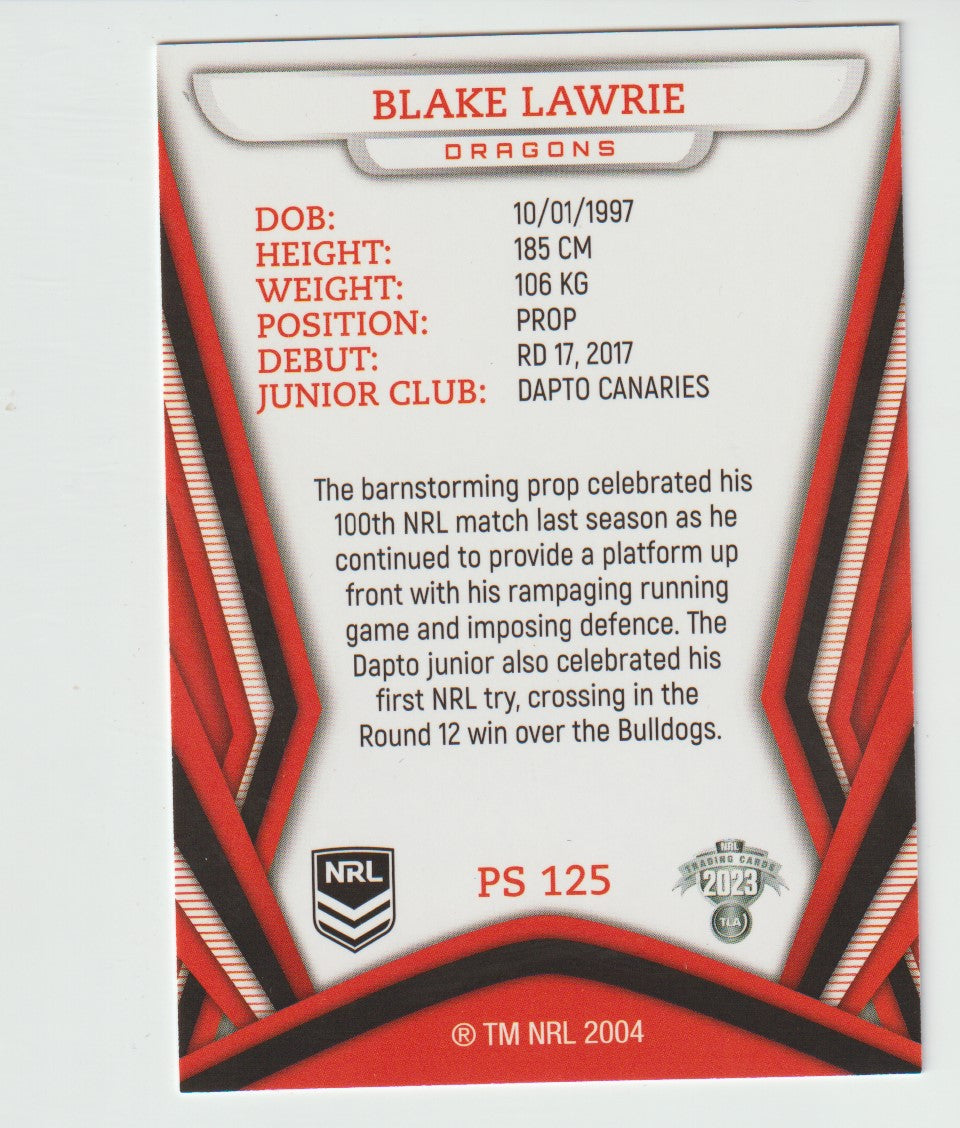 BLAKE LAWRIE
DRAGONS
DOB: 10/01/1997
HEIGHT: 185 CM
WEIGHT: 106 KG
POSITION: PROP
DEBUT: RD 17, 2017
JUNIOR CLUB: DAPTO CANARIES
The barnstorming prop celebrated his
100th NRL match last season as he
continued to provide a platform up
front with his rampaging running
game and imposing defence. The
Dapto junior also celebrated his
first NRL try, crossing in the
Round 12 win over the Bulldogs.
NRL
PS 125
NRL
TRADING CARDS
2023
TLA
® TM NRL 2004